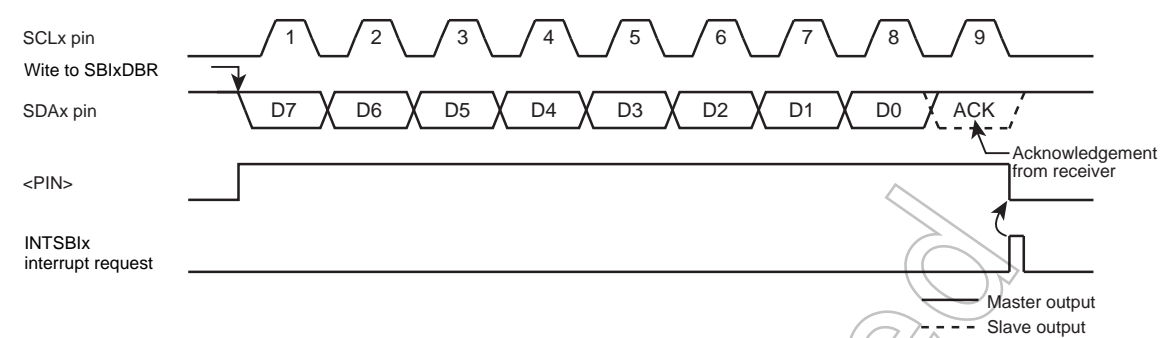 SCLx pin
1 2 3 4 5 6 7 8 9
Wite to SBIxDBR
SDAx pin
D7 D6 D5 D4 D3 D2 D1 D0 ACK
Acknowledgement
from receiver
<PIN>
INTSBIx
interrupt request
Master output
Slave output